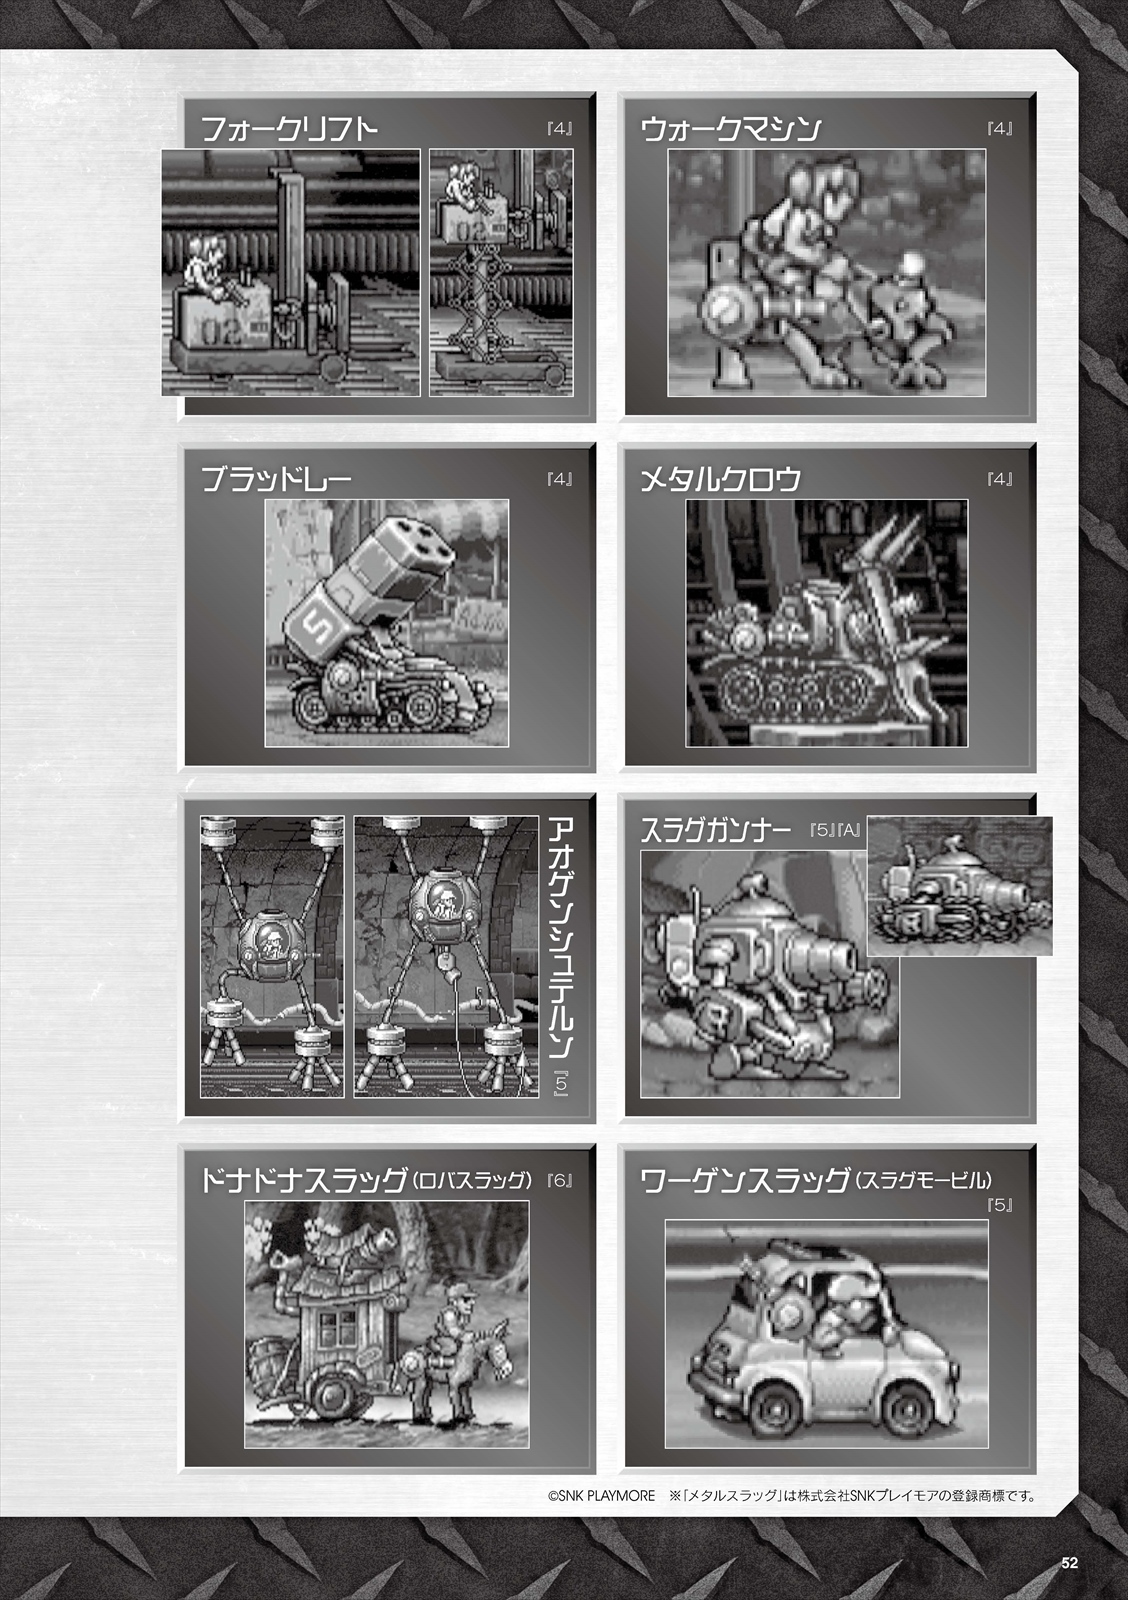 フォークリフト 『4』
ウォークマシン 『4』
02
02
ブラッドレー 『4』
メタルクロウ 『4』
S
アオゲンシュテルン 『5』
スラグガンナー 『5』『A』
ドナドナスラッグ(ロバスラッグ) 『6』
ワーゲンスラッグ(スラグモービル)
『5』
©SNK PLAYMORE ※「メタルスラッグ」は株式会社SNKプレイモアの登録商標です。
52